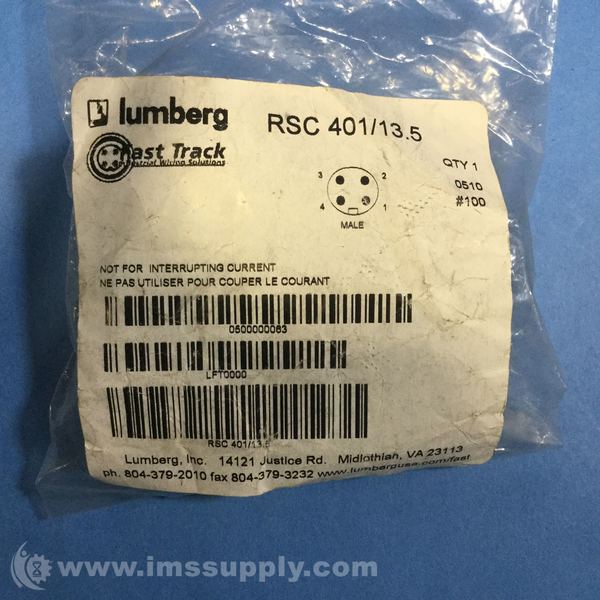 lumberg
RSC 401/13.5
Fast Track
Industrial Wiring Solutions
QTY 1
0510
#100
3 2
4 1
MALE
NOT FOR INTERRUPTING CURRENT
NE PAS UTILISER POUR COUPER LE COURANT
0500000063
LFT0000
RSC 401/13.5
Lumberg, Inc. 14121 Justice Rd. Midlothian, VA 23113
ph. 804-379-2010 fax 804-379-3232 www.lumbergusa.com/fast
www.imssupply.com